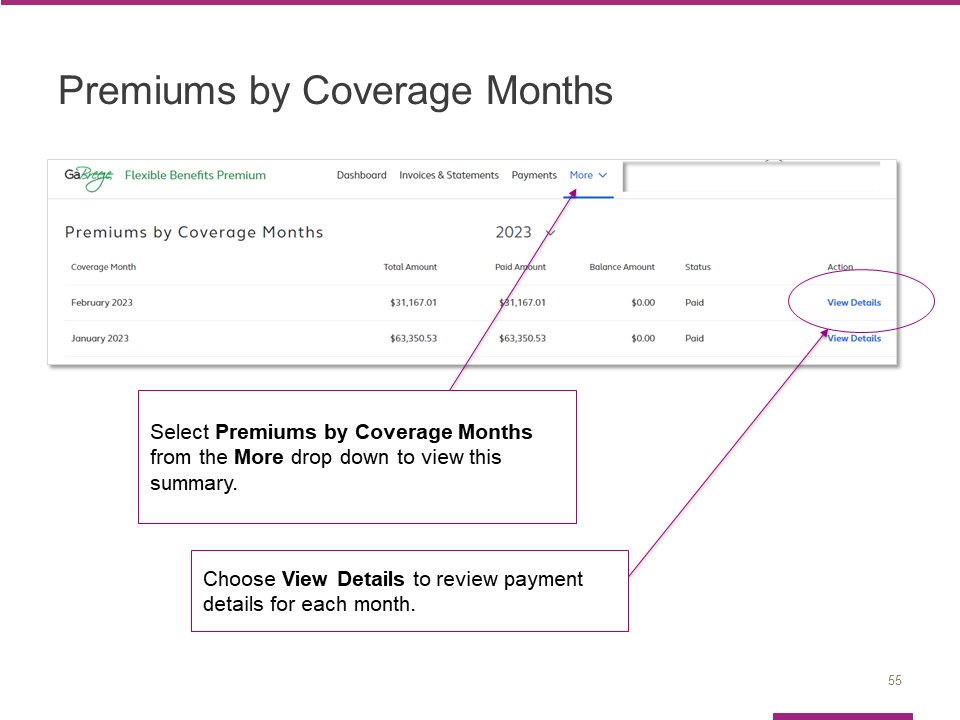 Premiums by Coverage Months
GaBreeze Flexible Benefits Premium Dashboard Invoices & Statements Payments More
Premiums by Coverage Months 2023
Coverage Month Total Amount Paid Amount Balance Amount Status Action
February 2023 $31,167.01 $31,167.01 $0.00 Paid View Details
January 2023 $63,350.53 $63,350.53 $0.00 Paid View Details
Select Premiums by Coverage Months
from the More drop down to view this
summary.
Choose View Details to review payment
details for each month.
55